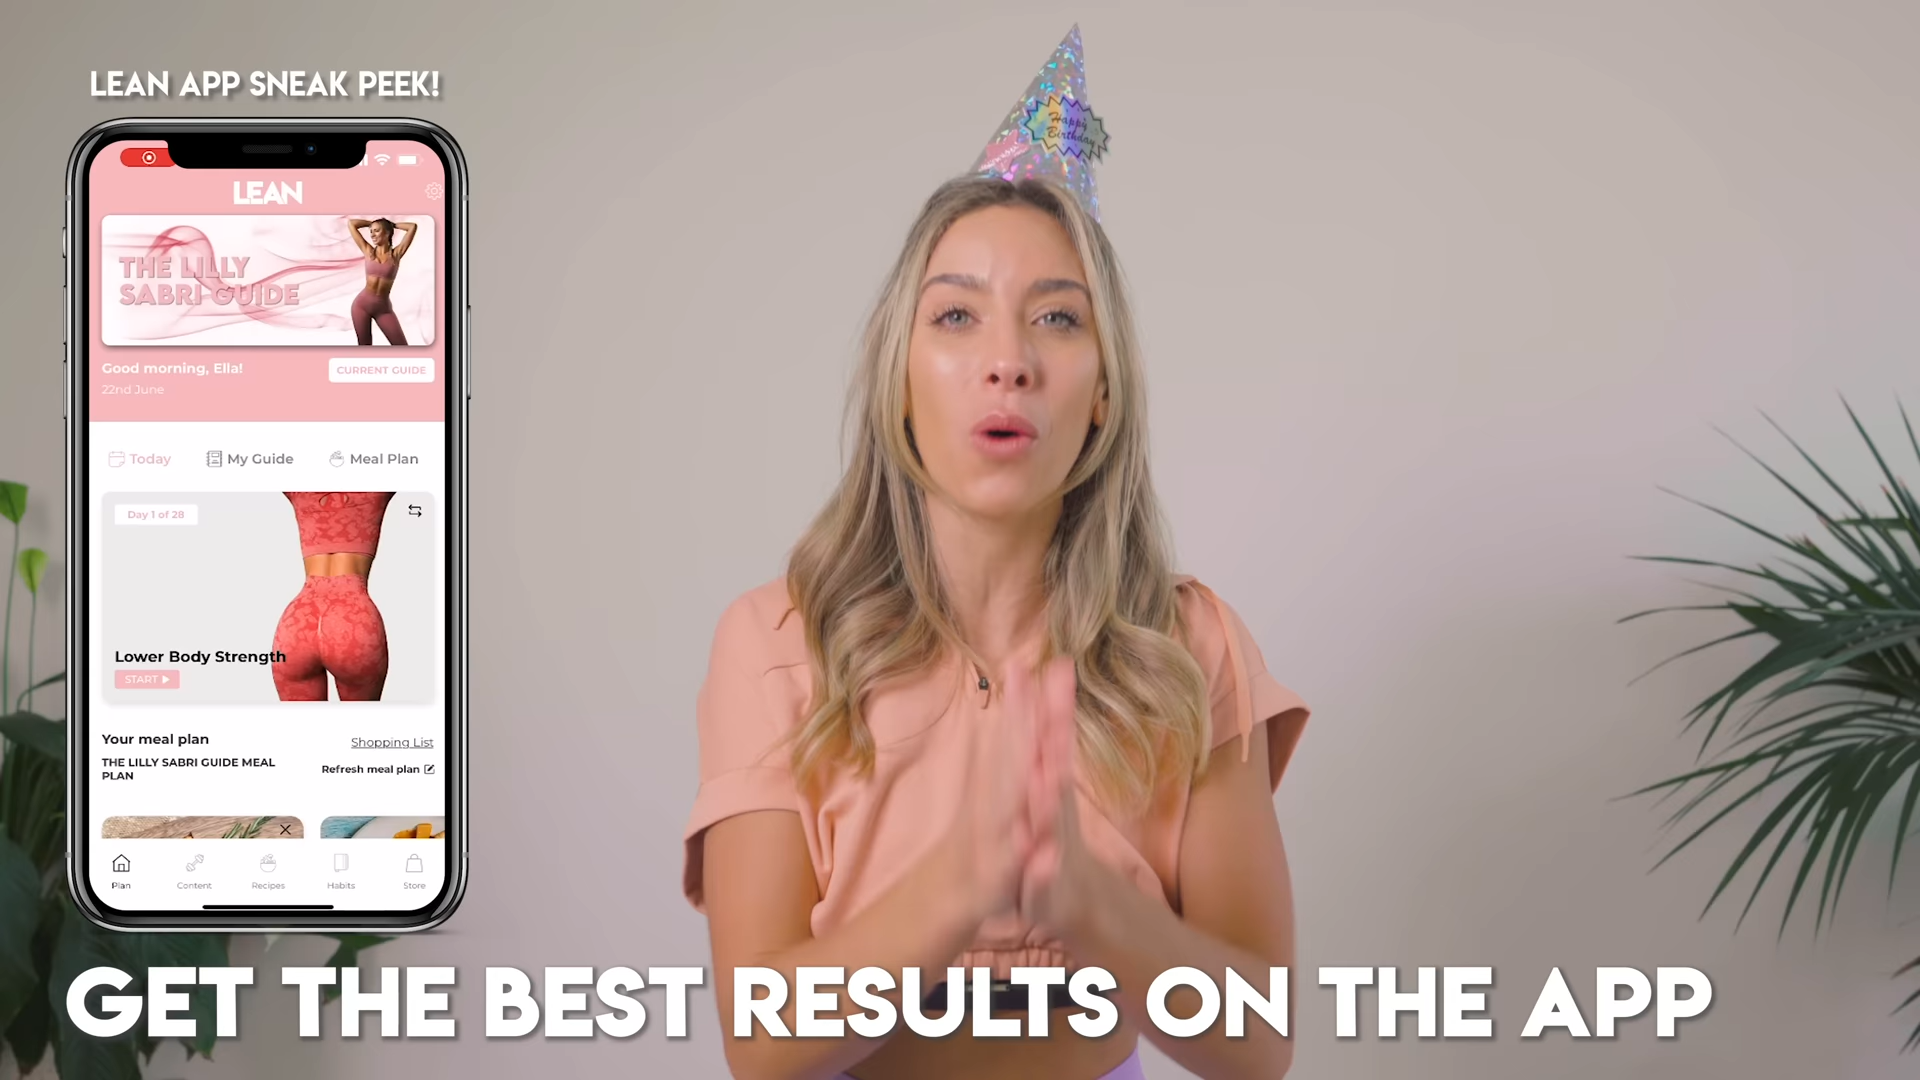 LEAN APP SNEAK PEEK!
LEAN
THE LILLY
SABRI GUIDE
Good morning, Ella!
CURRENT GUIDE
22nd June
Today
My Guide
Meal Plan
Day 1 of 28
Lower Body Strength
START
Your meal plan
Shopping List
THE LILLY SABRI GUIDE MEAL
PLAN
Refresh meal plan
Plan
Content
Recipes
Habits
Store
Happy
Birthday
GET THE BEST RESULTS ON THE APP